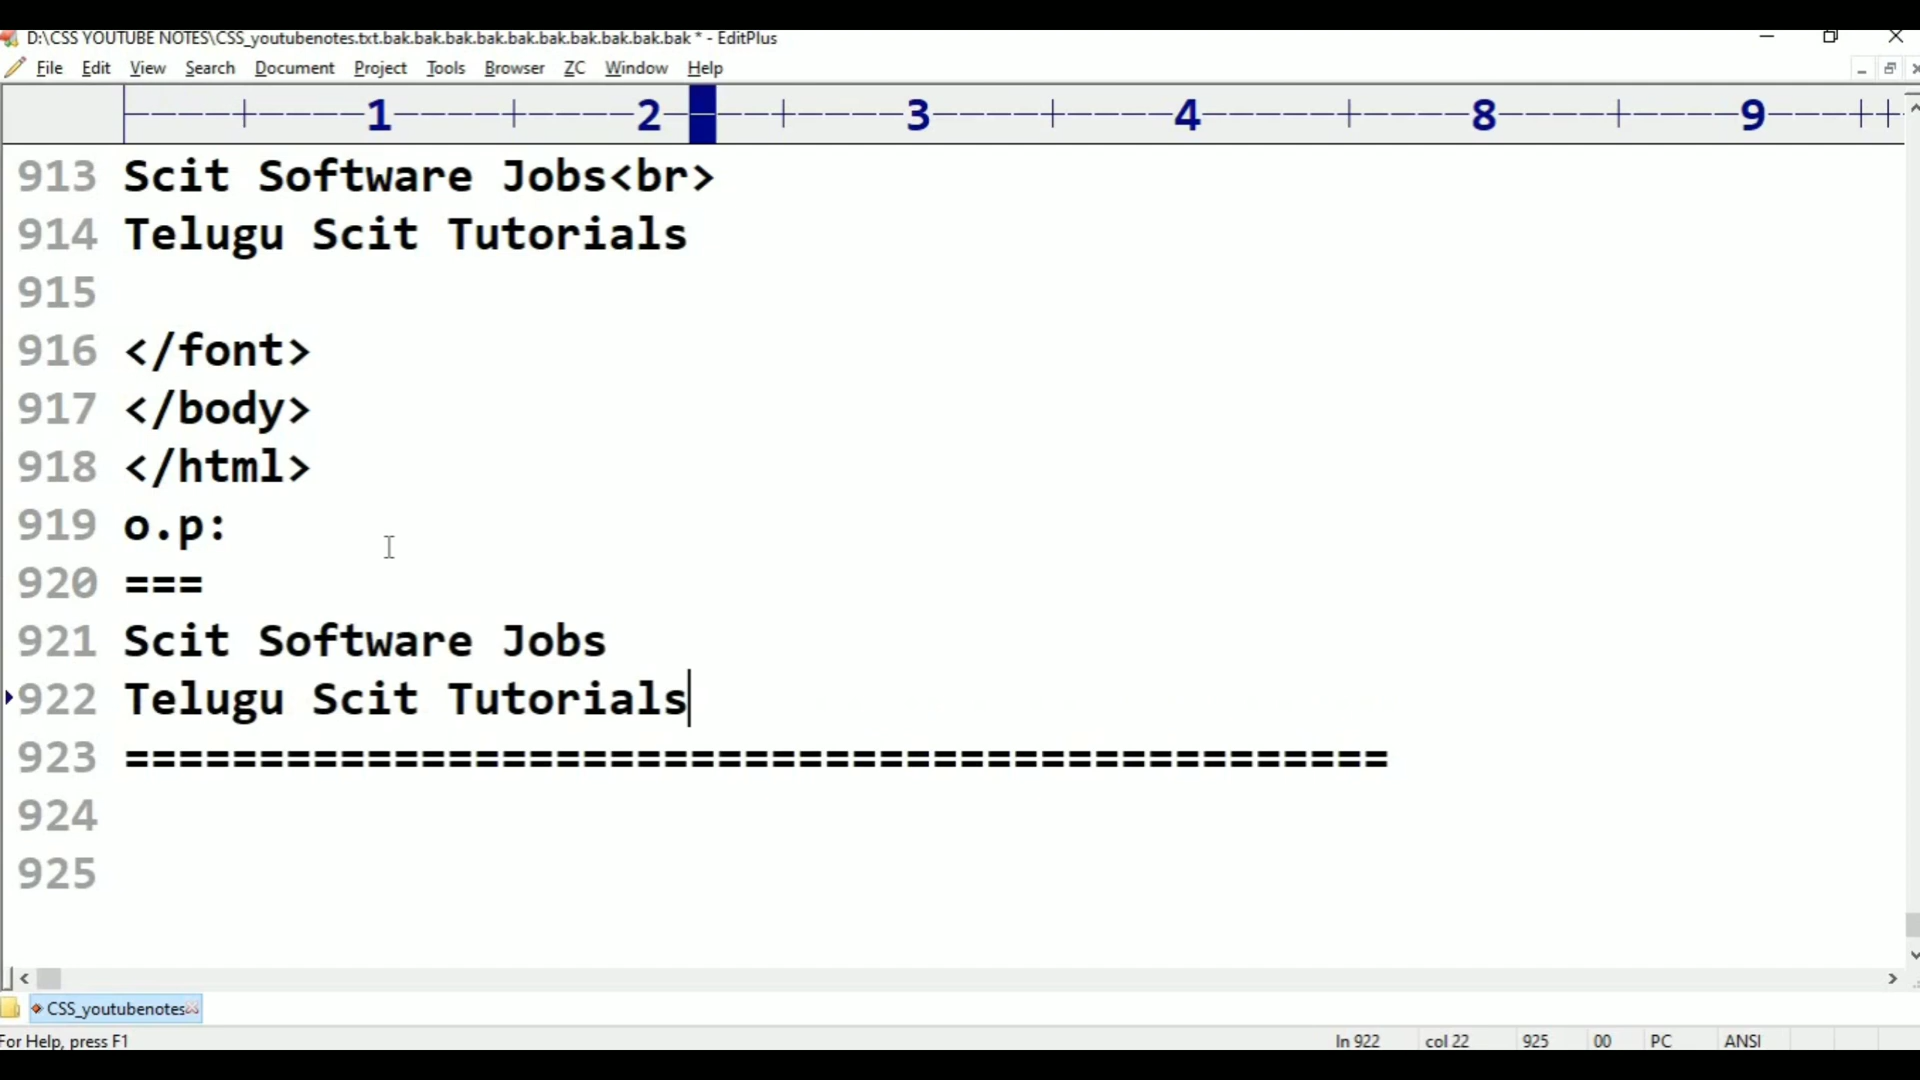 D:\CSS YOUTUBE NOTES\CSS_youtubenotes.txt.bak.bak.bak.bak.bak.bak.bak.bak.bak.bak * - EditPlus
File Edit View Search Document Project Tools Browser ZC Window Help
1 2 3 4 8 9
913 Scit Software Jobs<br>
914 Telugu Scit Tutorials
915
916 </font>
917 </body>
918 </html>
919 o.p:
920 ===
921 Scit Software Jobs
922 Telugu Scit Tutorials
923 ===============================================
924
925
CSS_youtubenotes
For Help, press F1 ln 922 col 22 925 00 PC ANSI